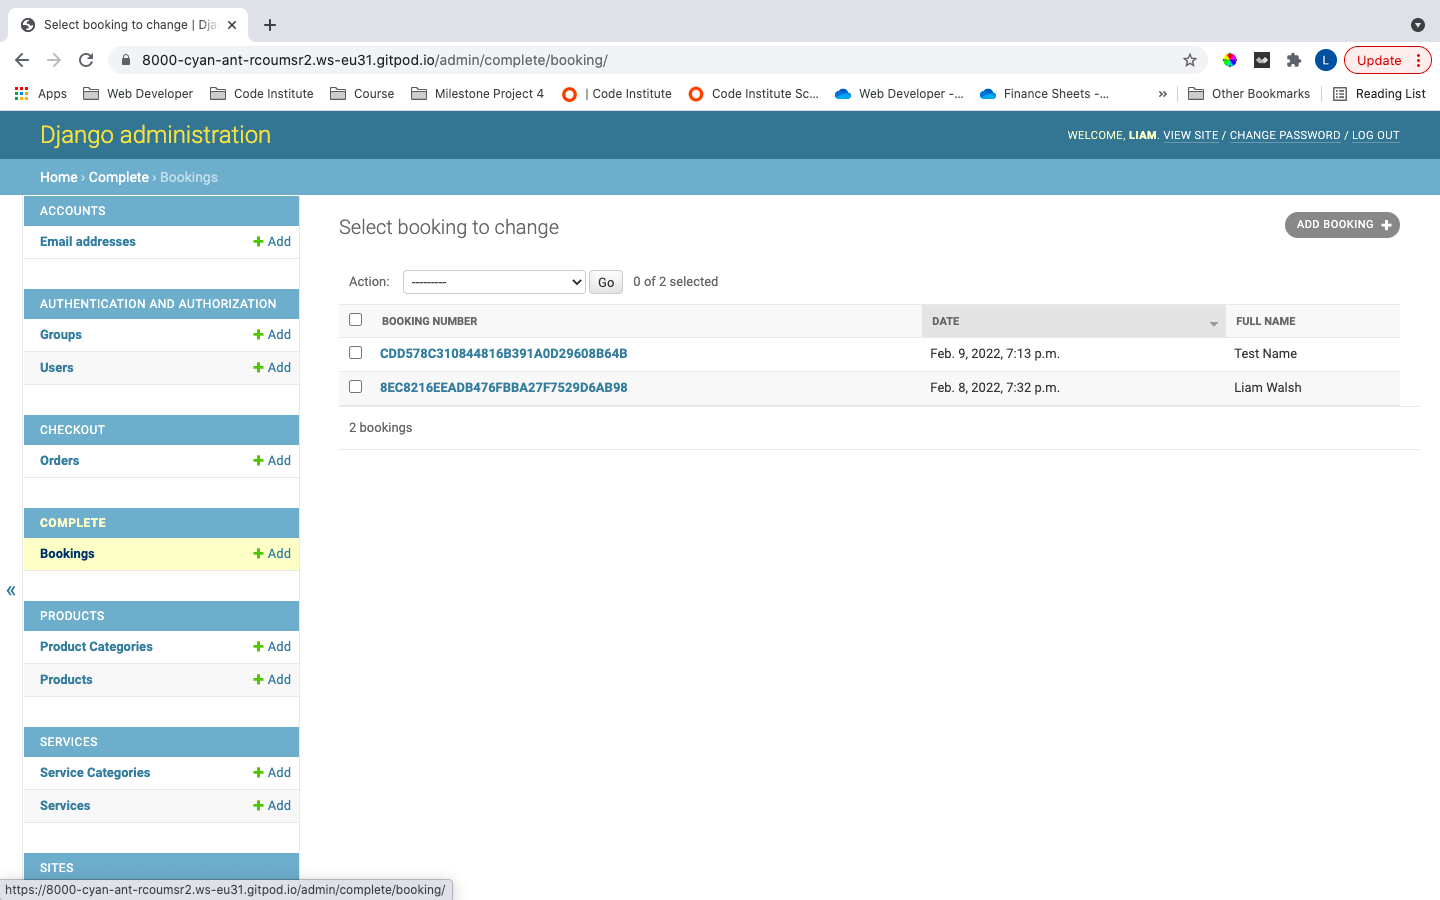 Select booking to change | Dja
8000-cyan-ant-rcoumsr2.ws-eu31.gitpod.io/admin/complete/booking/
L
Update
Apps
Web Developer
Code Institute
Course
Milestone Project 4
| Code Institute
Code Institute Sc...
Web Developer -...
Finance Sheets -...
»
Other Bookmarks
Reading List
Django administration
WELCOME, LIAM. VIEW SITE / CHANGE PASSWORD / LOG OUT
Home › Complete › Bookings
ACCOUNTS
Email addresses
+ Add
AUTHENTICATION AND AUTHORIZATION
Groups
+ Add
Users
+ Add
CHECKOUT
Orders
+ Add
COMPLETE
Bookings
+ Add
«
PRODUCTS
Product Categories
+ Add
Products
+ Add
SERVICES
Service Categories
+ Add
Services
+ Add
SITES
Select booking to change
ADD BOOKING +
Action: --------- Go 0 of 2 selected
BOOKING NUMBER DATE FULL NAME
CDD578C310844816B391A0D29608B64B Feb. 9, 2022, 7:13 p.m. Test Name
8EC8216EEADB476FBBA27F7529D6AB98 Feb. 8, 2022, 7:32 p.m. Liam Walsh
2 bookings
https://8000-cyan-ant-rcoumsr2.ws-eu31.gitpod.io/admin/complete/booking/